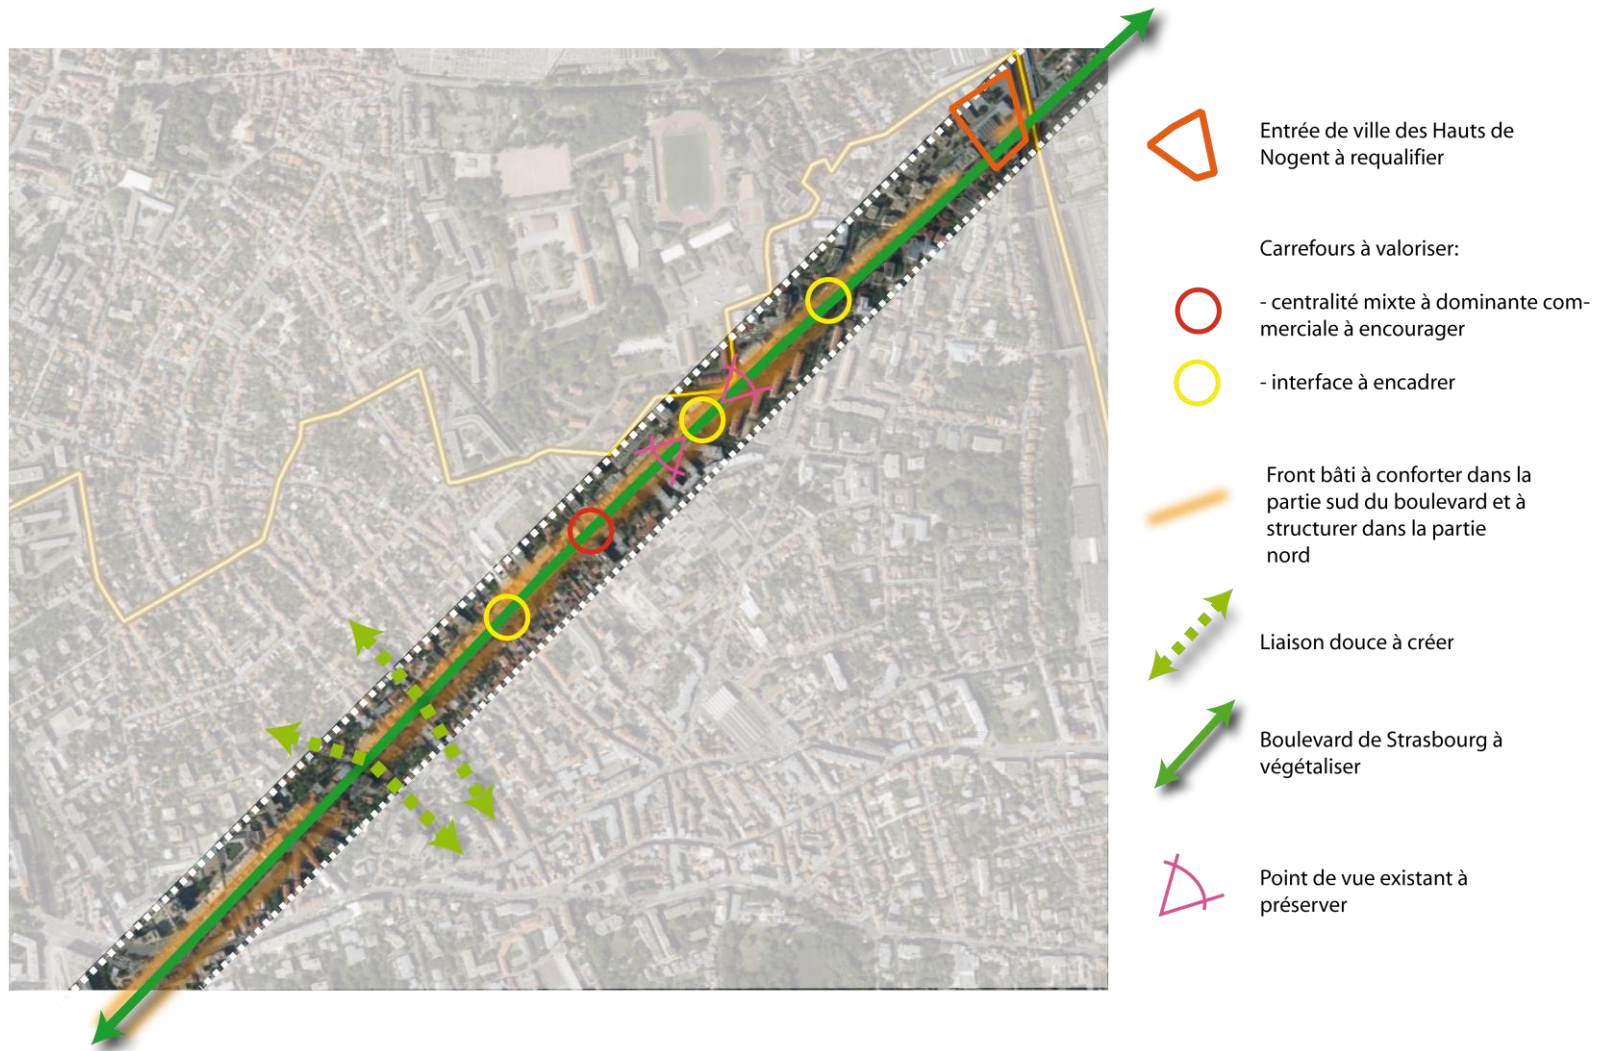 Entrée de ville des Hauts de
Nogent à requalifier
Carrefours à valoriser:
- centralité mixte à dominante com-
merciale à encourager
- interface à encadrer
Front bâti à conforter dans la
partie sud du boulevard et à
structurer dans la partie
nord
Liaison douce à créer
Boulevard de Strasbourg à
végétaliser
Point de vue existant à
préserver